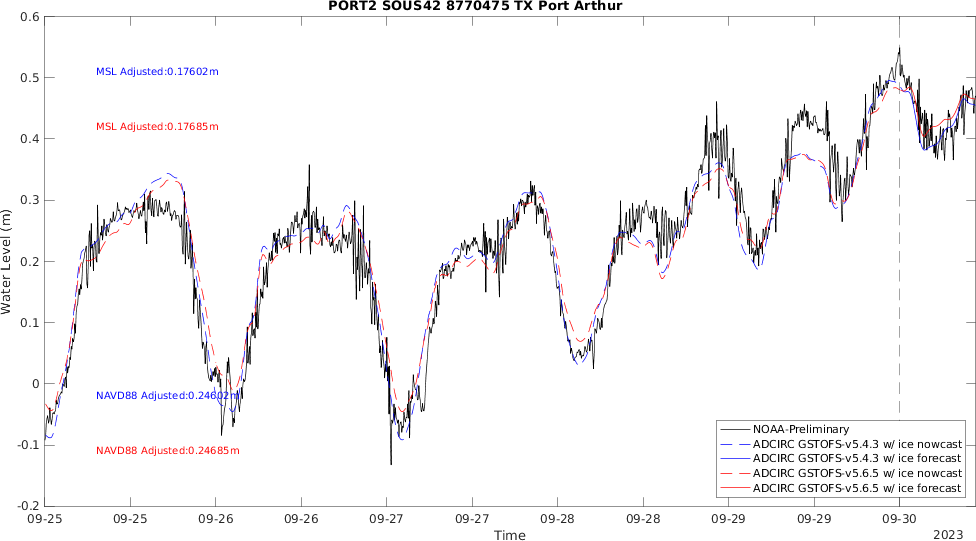 PORT2 SOUS42 8770475 TX Port Arthur
0.6
0.5
0.4
0.3
0.2
0.1
0
-0.1
-0.2
Water Level (m)
MSL Adjusted:0.17602m
MSL Adjusted:0.17685m
NAVD88 Adjusted:0.24602m
NAVD88 Adjusted:0.24685m
NOAA-Preliminary
ADCIRC GSTOFS-v5.4.3 w/ ice nowcast
ADCIRC GSTOFS-v5.4.3 w/ ice forecast
ADCIRC GSTOFS-v5.6.5 w/ ice nowcast
ADCIRC GSTOFS-v5.6.5 w/ ice forecast
09-25 09-25 09-26 09-26 09-27 09-27 09-28 09-28 09-29 09-29 09-30
Time
2023